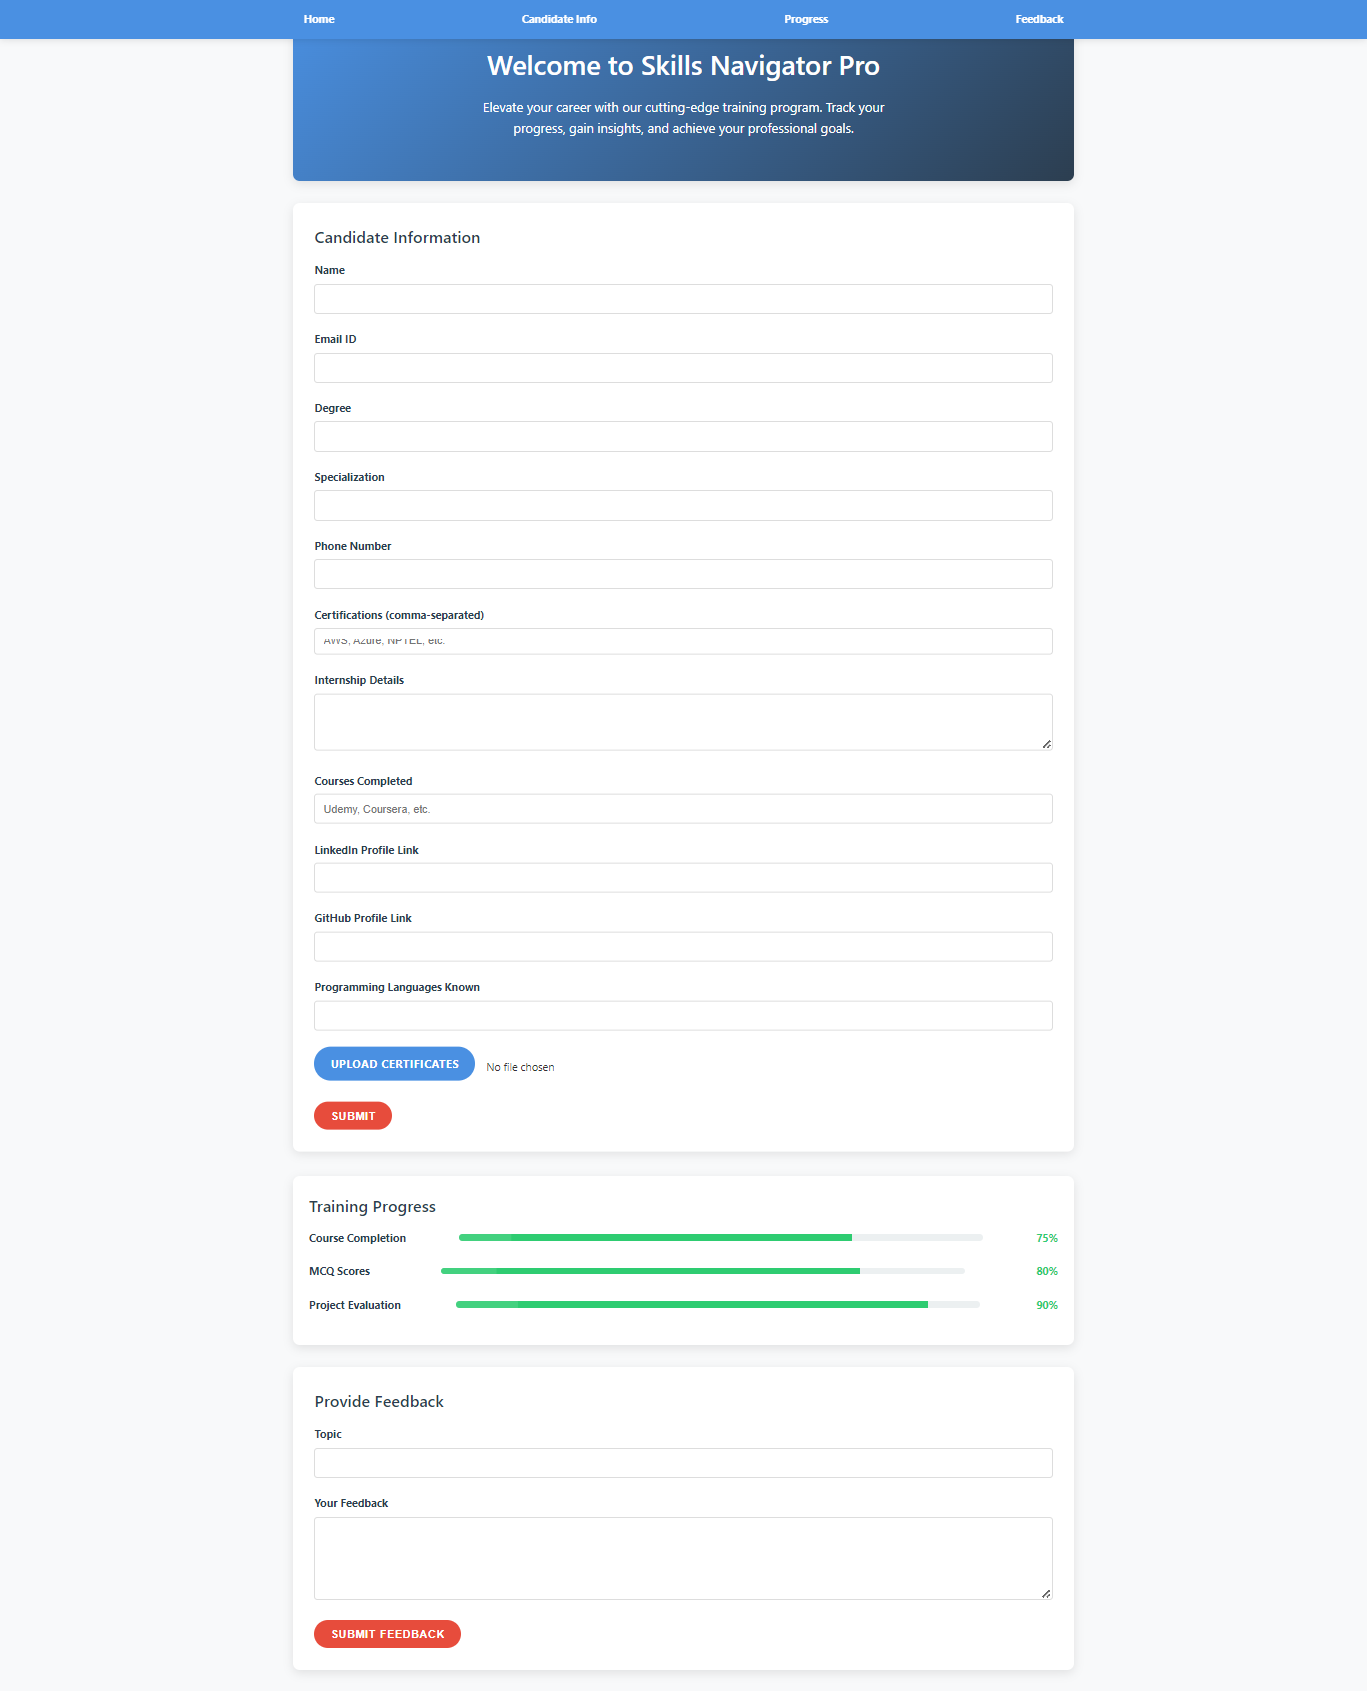 Home
Candidate Info
Progress
Feedback
Welcome to Skills Navigator Pro
Elevate your career with our cutting-edge training program. Track your
progress, gain insights, and achieve your professional goals.
Candidate Information
Name
Email ID
Degree
Specialization
Phone Number
Certifications (comma-separated)
AWS, Azure, NPTEL, etc.
Internship Details
Courses Completed
Udemy, Coursera, etc.
LinkedIn Profile Link
GitHub Profile Link
Programming Languages Known
UPLOAD CERTIFICATES
No file chosen
SUBMIT
Training Progress
Course Completion
75%
MCQ Scores
80%
Project Evaluation
90%
Provide Feedback
Topic
Your Feedback
SUBMIT FEEDBACK